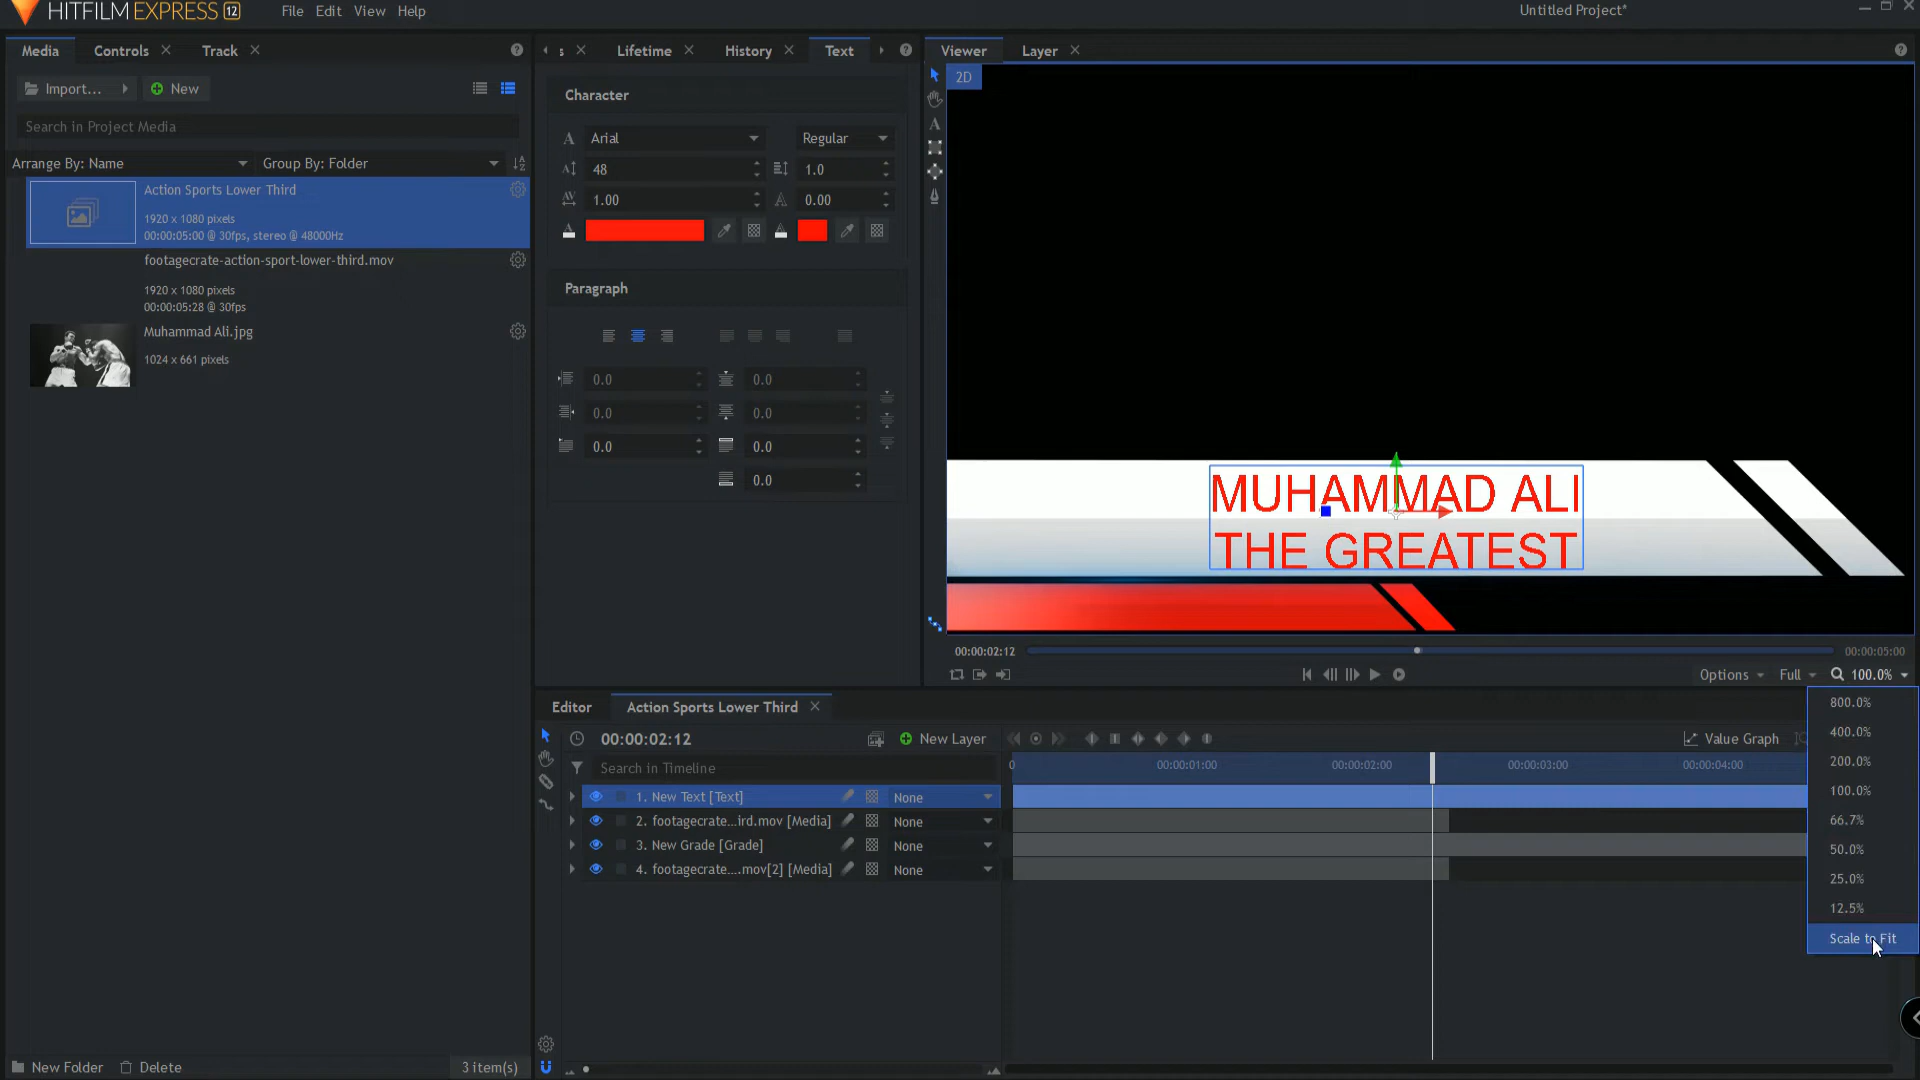 HITFILM EXPRESS 12
File Edit View Help
Untitled Project*
Media Controls Track
s Lifetime History Text
Viewer Layer
Import... New
2D
Search in Project Media
Arrange By: Name Group By: Folder
Action Sports Lower Third
1920 x 1080 pixels
00:00:05:00 @ 30fps, stereo @ 48000Hz
footagecrate-action-sport-lower-third.mov
1920 x 1080 pixels
00:00:05:28 @ 30fps
Muhammad Ali.jpg
1024 x 661 pixels
Character
Arial Regular
48 1.0
1.00 0.00
Paragraph
0.0 0.0
0.0 0.0
0.0 0.0
0.0
MUHAMMAD ALI
THE GREATEST
00:00:02:12 00:00:05:00
Options Full 100.0%
800.0%
400.0%
200.0%
100.0%
66.7%
50.0%
25.0%
12.5%
Scale to Fit
Editor Action Sports Lower Third
00:00:02:12 New Layer Value Graph
Search in Timeline
0 00:00:01:00 00:00:02:00 00:00:03:00 00:00:04:00
1. New Text [Text] None
2. footagecrate...ird.mov [Media] None
3. New Grade [Grade] None
4. footagecrate....mov[2] [Media] None
New Folder Delete 3 item(s)